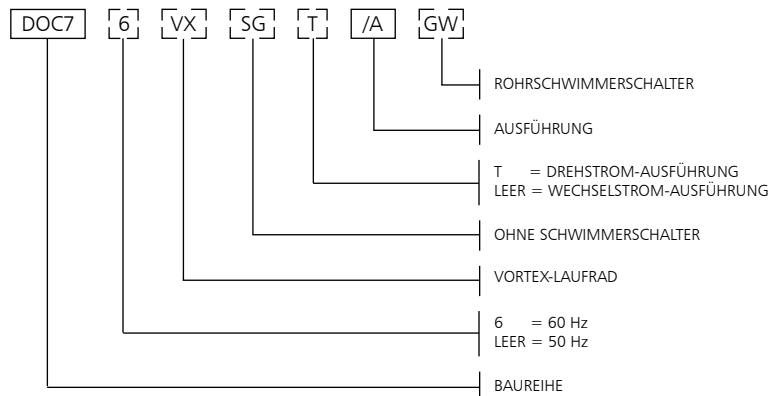 DOC7 6 VX SG T /A GW
ROHRSCHWIMMERSCHALTER
AUSFÜHRUNG
T = DREHSTROM-AUSFÜHRUNG
LEER = WECHSELSTROM-AUSFÜHRUNG
OHNE SCHWIMMERSCHALTER
VORTEX-LAUFRAD
6 = 60 Hz
LEER = 50 Hz
BAUREIHE